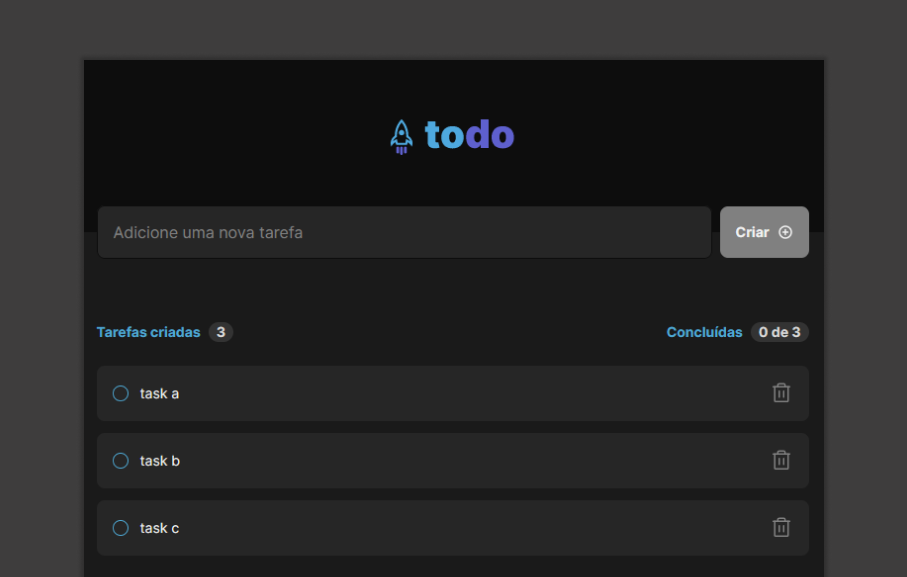 todo
Adicione uma nova tarefa
Criar
Tarefas criadas 3
Concluídas 0 de 3
task a
task b
task c